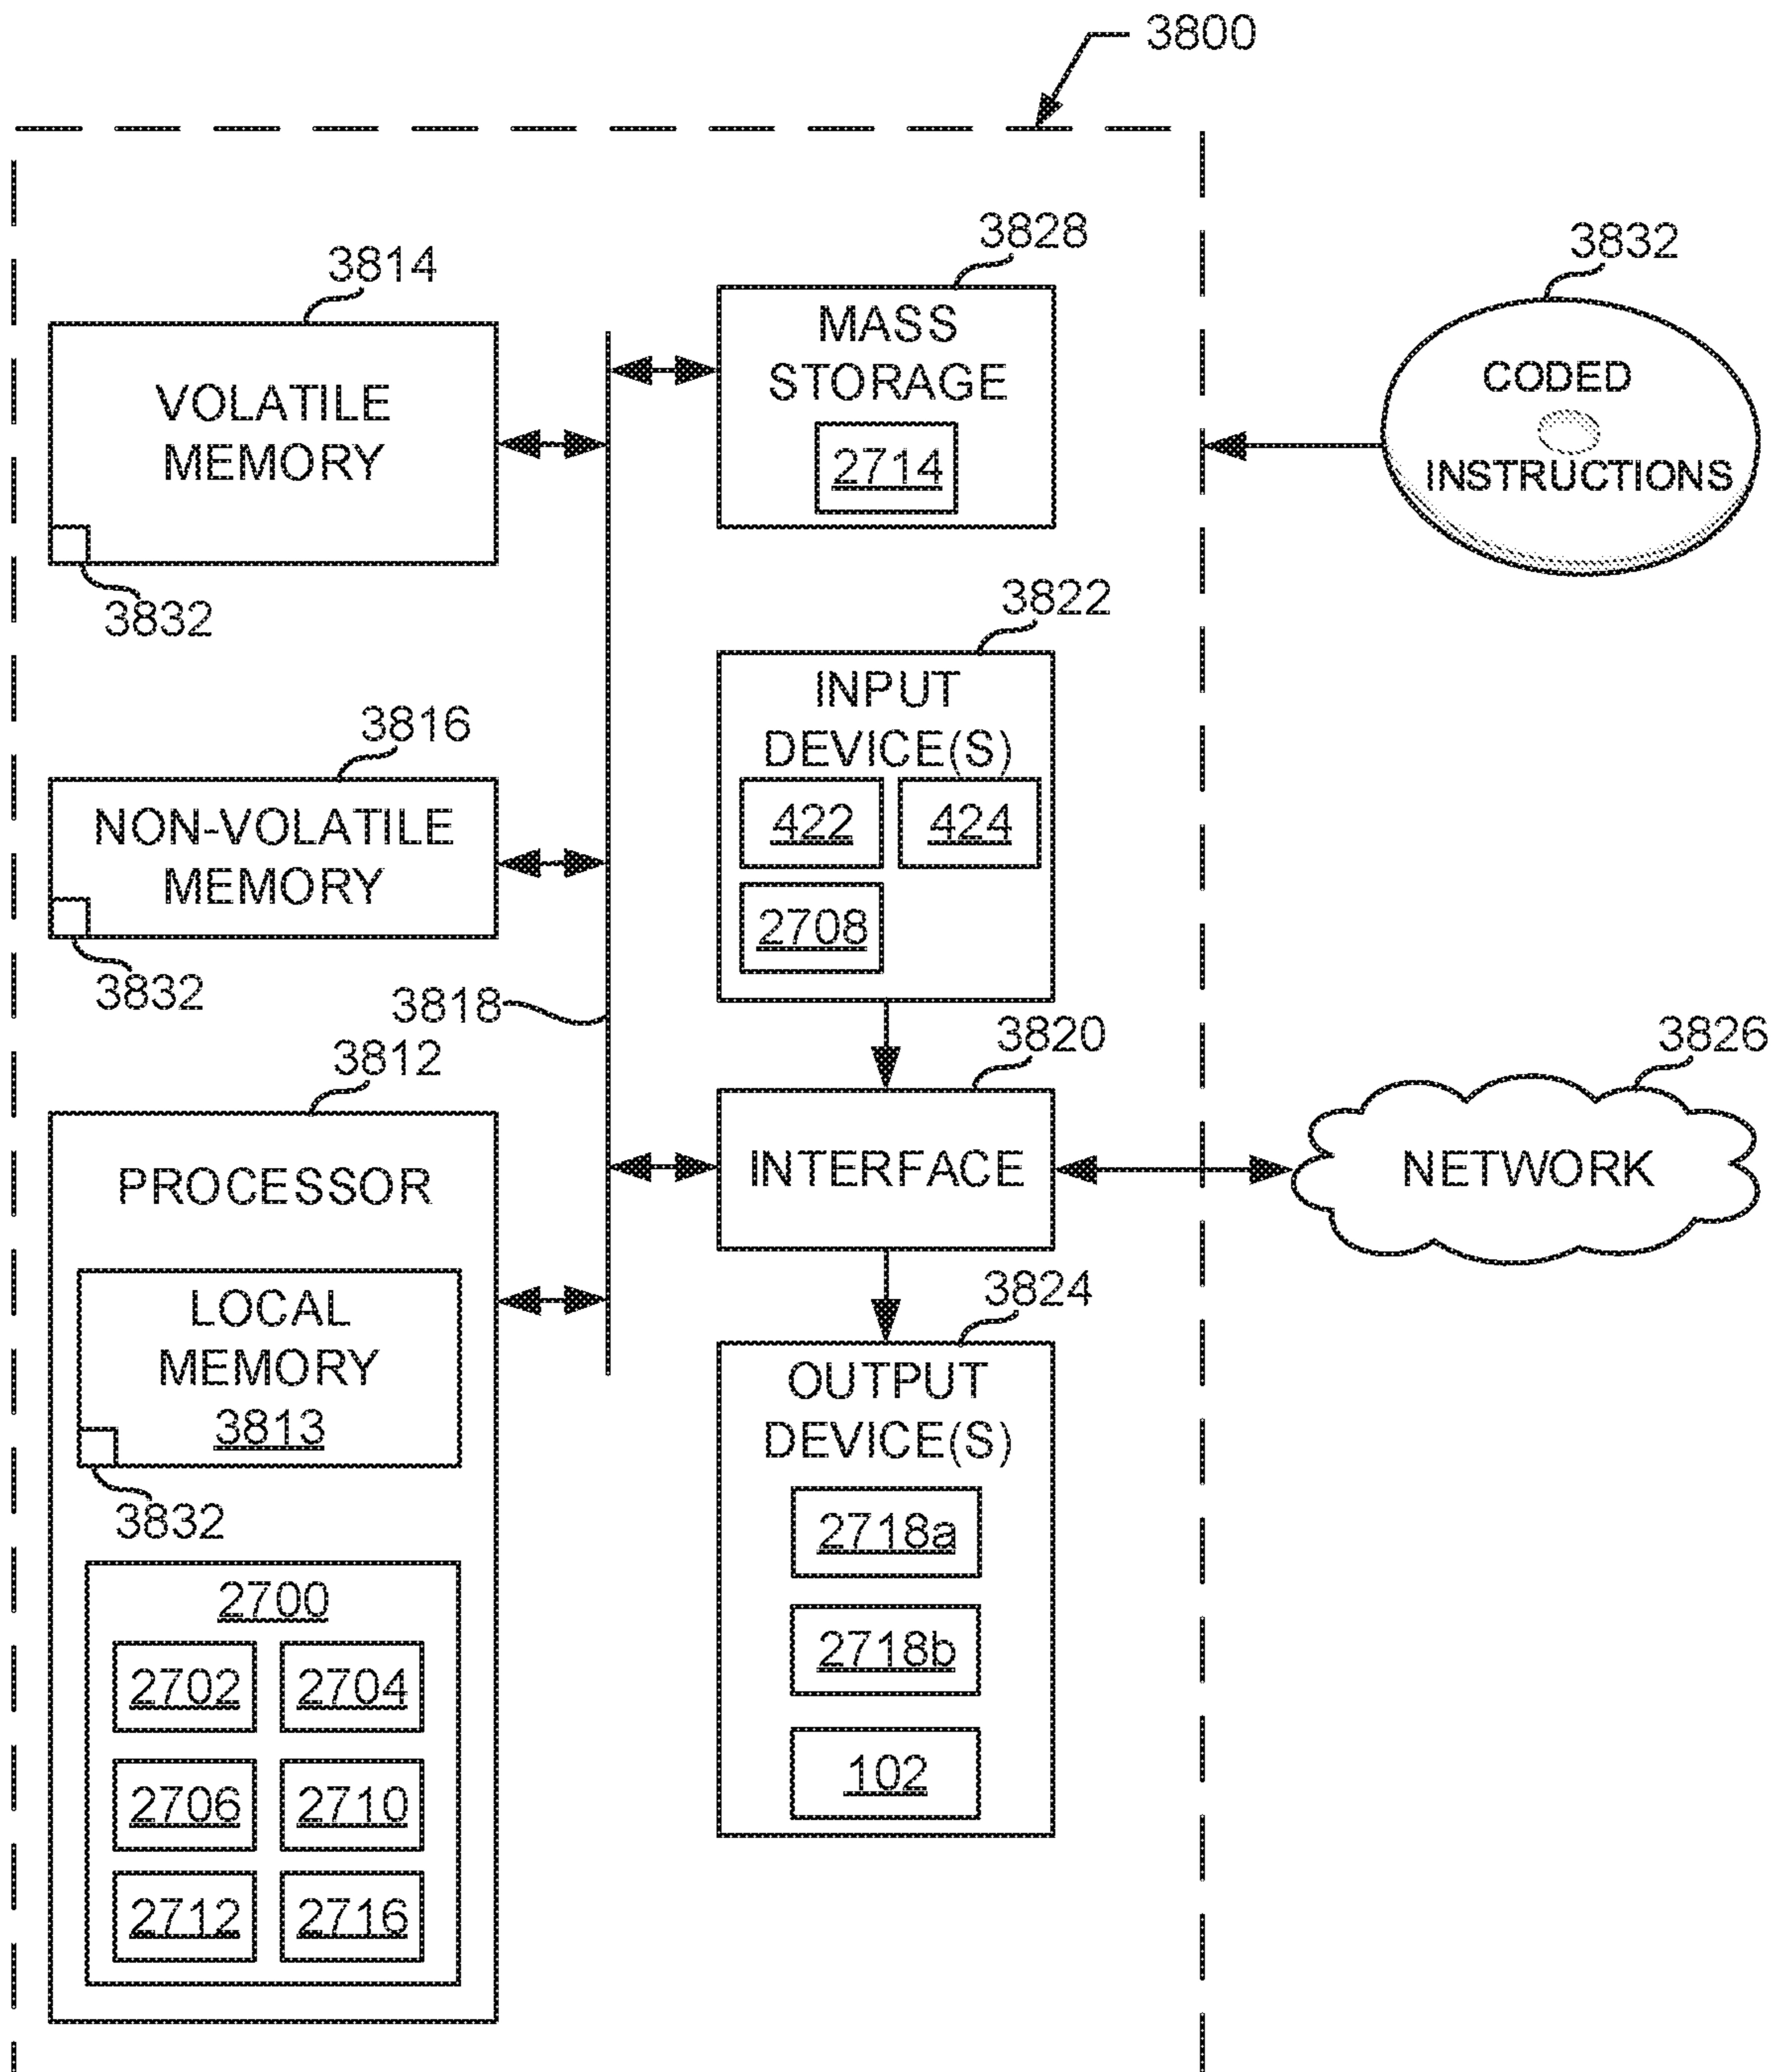 3800
3814
VOLATILE
MEMORY
3832
3828
MASS
STORAGE
2714
3832
CODED
INSTRUCTIONS
3816
NON-VOLATILE
MEMORY
3832
3818
3822
INPUT
DEVICE(S)
422 424
2708
3820
INTERFACE
3826
NETWORK
3812
PROCESSOR
LOCAL
MEMORY
3813
3832
2700
2702 2704
2706 2710
2712 2716
3824
OUTPUT
DEVICE(S)
2718a
2718b
102